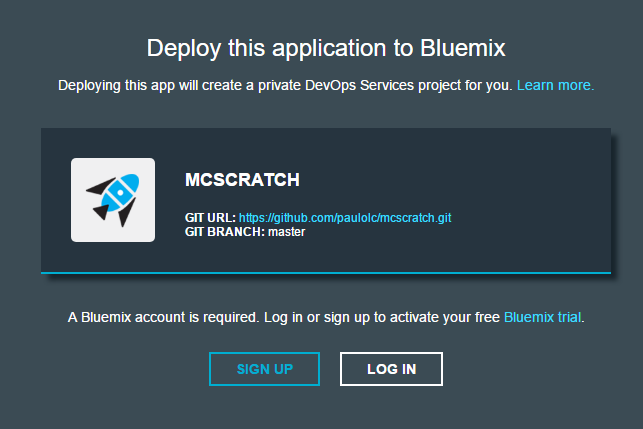 Deploy this application to Bluemix
Deploying this app will create a private DevOps Services project for you. Learn more.
MCSCRATCH
GIT URL: https://github.com/paulolc/mcscratch.git
GIT BRANCH: master
A Bluemix account is required. Log in or sign up to activate your free Bluemix trial.
SIGN UP
LOG IN